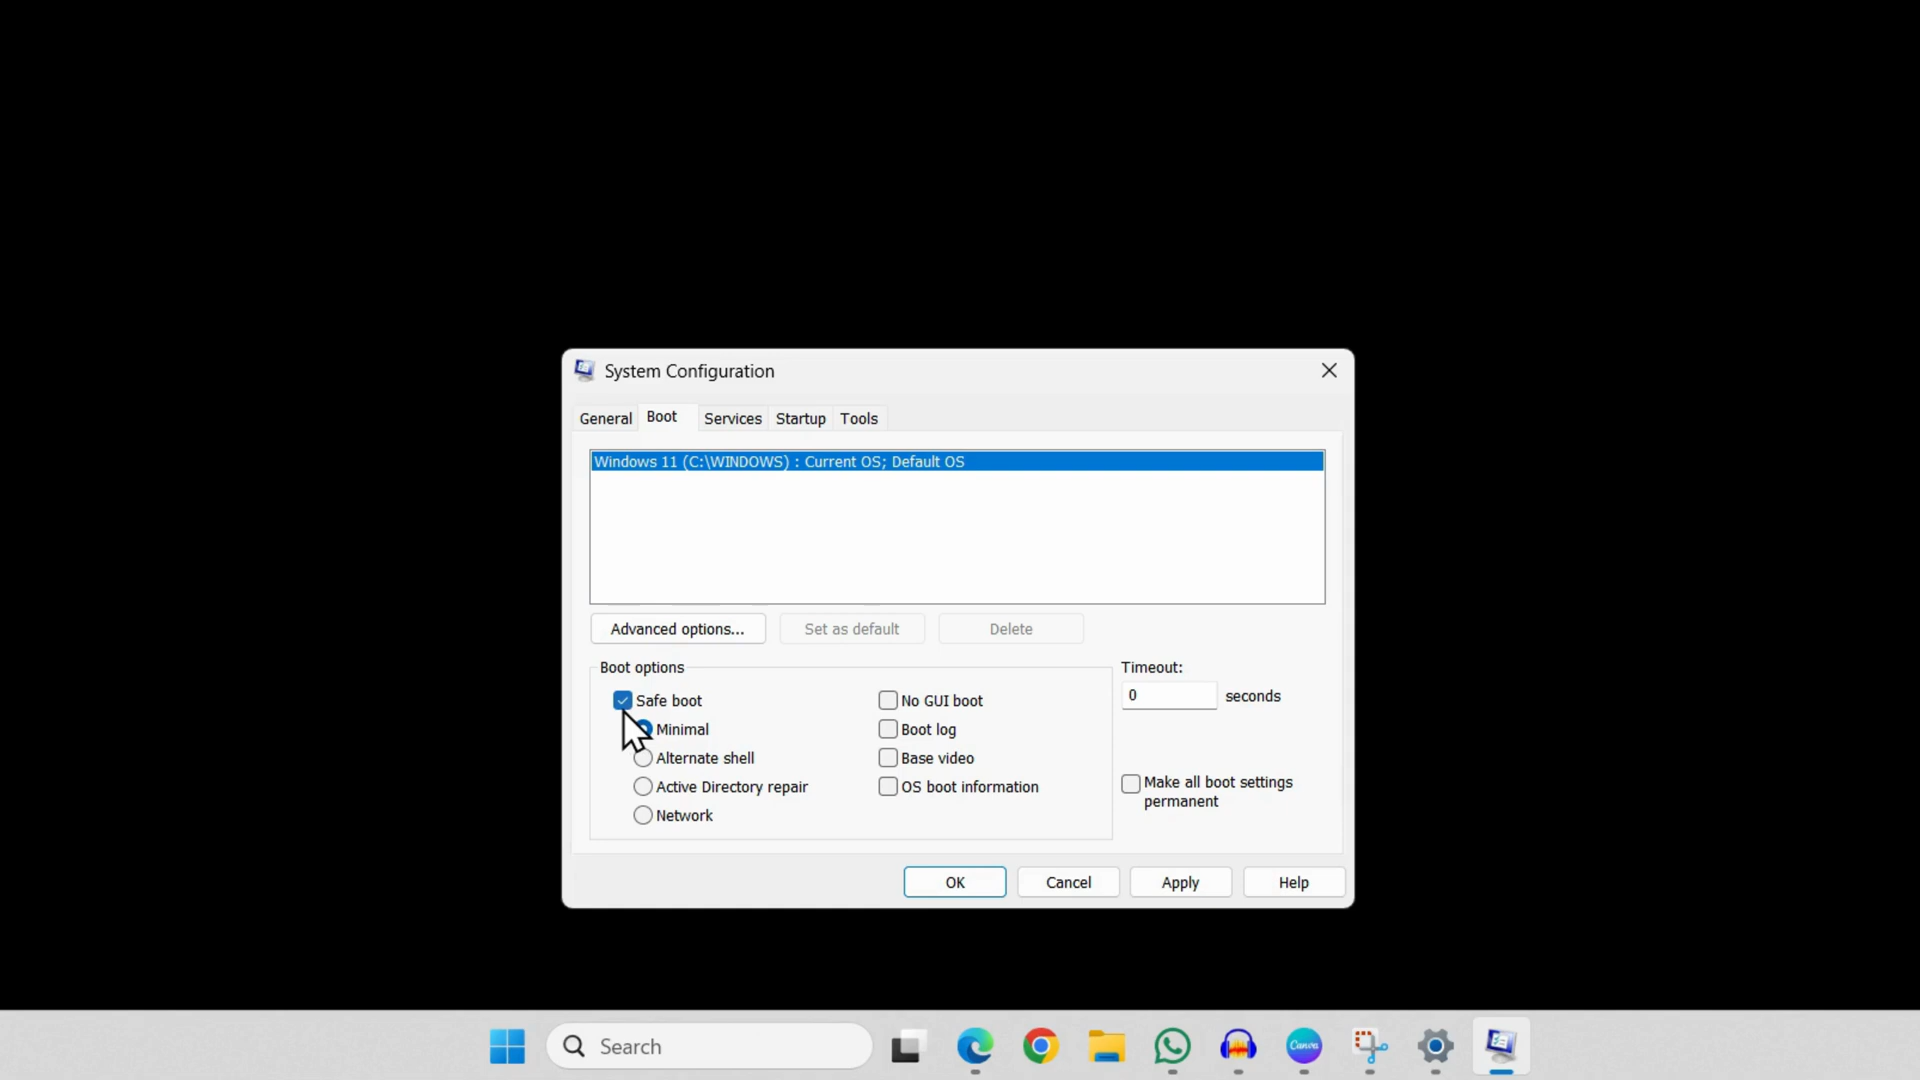 System Configuration
General Boot Services Startup Tools
Windows 11 (C:\WINDOWS) : Current OS; Default OS
Advanced options... Set as default Delete
Boot options
Timeout:
Safe boot No GUI boot
0 seconds
Minimal Boot log
Alternate shell Base video
Active Directory repair OS boot information
Make all boot settings
permanent
Network
OK Cancel Apply Help
Search
Canva